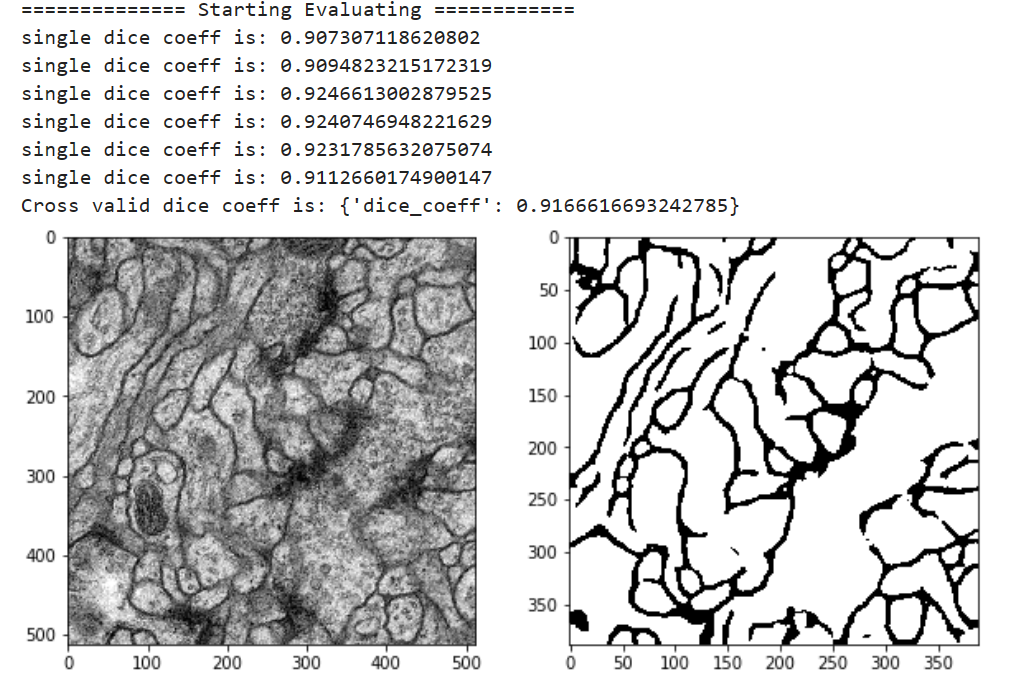 ============== Starting Evaluating ============
single dice coeff is: 0.907307118620802
single dice coeff is: 0.9094823215172319
single dice coeff is: 0.9246613002879525
single dice coeff is: 0.9240746948221629
single dice coeff is: 0.9231785632075074
single dice coeff is: 0.9112660174900147
Cross valid dice coeff is: {'dice_coeff': 0.9166616693242785}
0
100
200
300
400
500
0 100 200 300 400 500
0
50
100
150
200
250
300
350
0 50 100 150 200 250 300 350